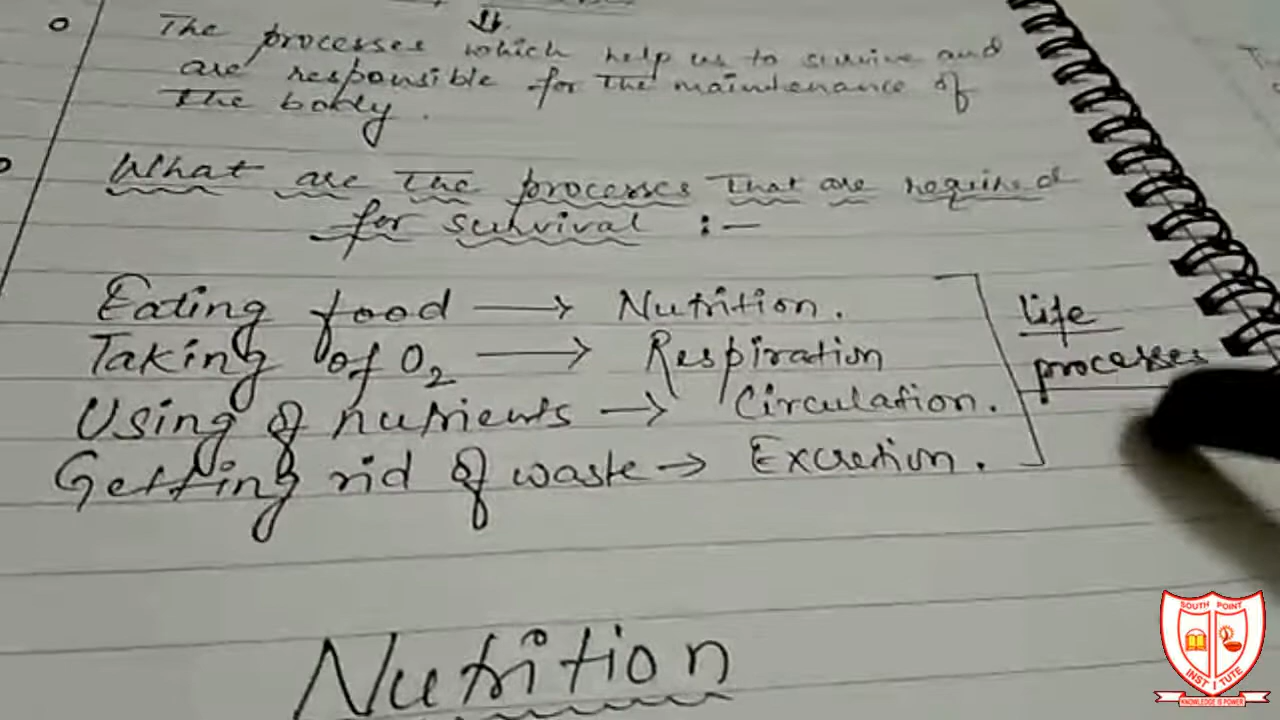 The processes which help us to survive and
are responsible for the maintenance of
the body.
What are the processes that are required
for survival :-
Eating food → Nutrition.
Taking of O2 → Respiration
Using of nutrients → Circulation.
Getting rid of waste → Excretion.
life
processes
Nutrition
SOUTH POINT
INSTITUTE
KNOWLEDGE IS POWER